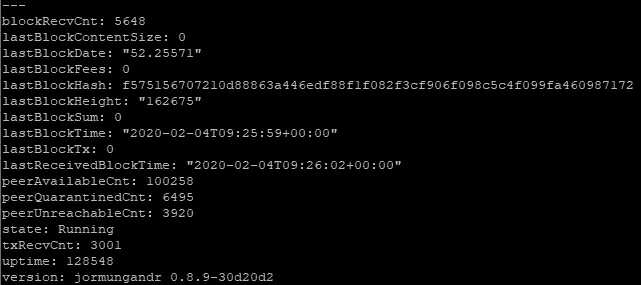 ---
blockRecvCnt: 5648
lastBlockContentSize: 0
lastBlockDate: "52.25571"
lastBlockFees: 0
lastBlockHash: f575156707210d88863a446edf88f1f082f3cf906f098c5c4f099fa460987172
lastBlockHeight: "162675"
lastBlockSum: 0
lastBlockTime: "2020-02-04T09:25:59+00:00"
lastBlockTx: 0
lastReceivedBlockTime: "2020-02-04T09:26:02+00:00"
peerAvailableCnt: 100258
peerQuarantinedCnt: 6495
peerUnreachableCnt: 3920
state: Running
txRecvCnt: 3001
uptime: 128548
version: jormungandr 0.8.9-30d20d2